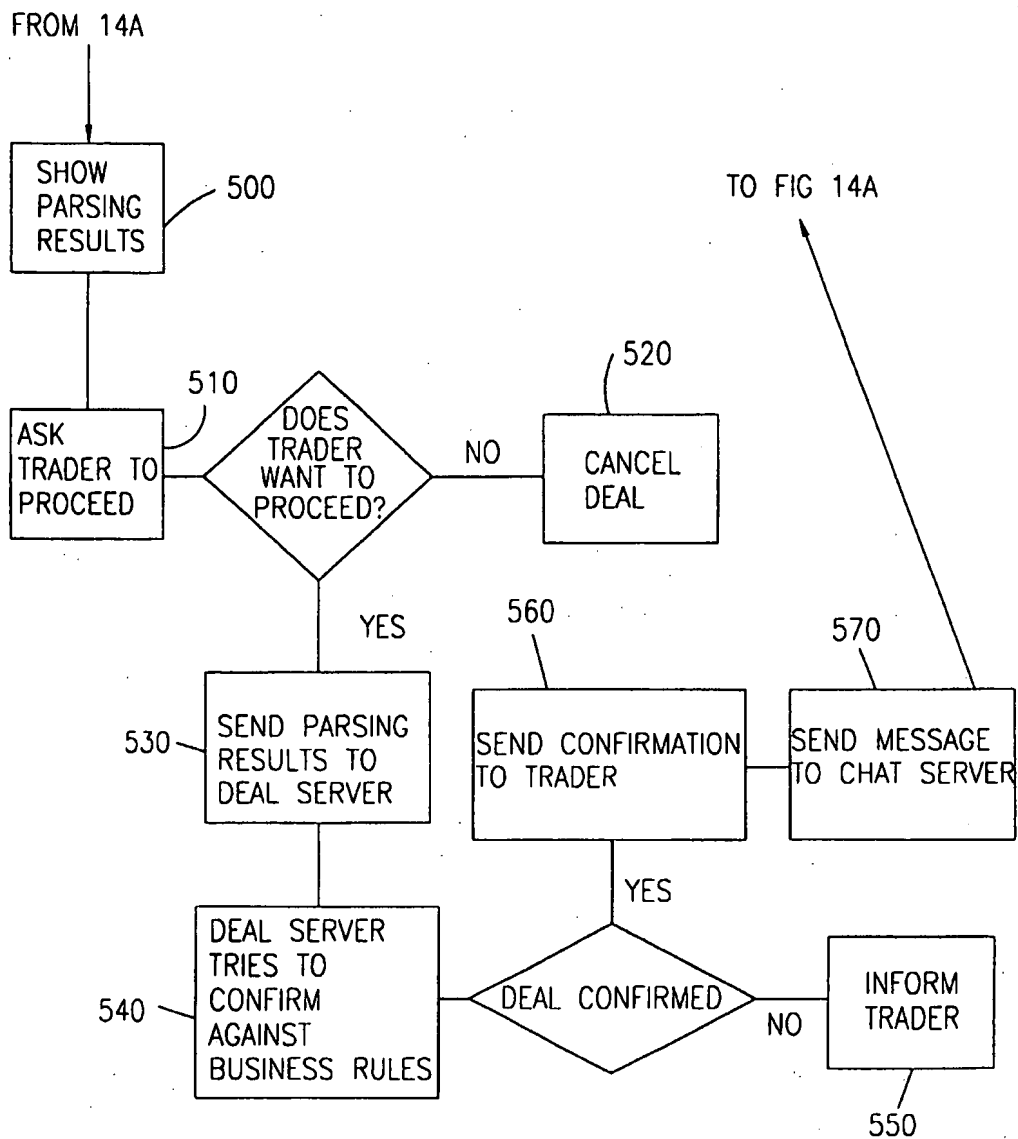 FROM 14A
SHOW
PARSING
RESULTS
500
TO FIG 14A
510
ASK
TRADER TO
PROCEED
DOES
TRADER
WANT TO
PROCEED?
NO
520
CANCEL
DEAL
YES
530
SEND PARSING
RESULTS TO
DEAL SERVER
560
SEND CONFIRMATION
TO TRADER
570
SEND MESSAGE
TO CHAT SERVER
540
DEAL SERVER
TRIES TO
CONFIRM
AGAINST
BUSINESS RULES
DEAL CONFIRMED
YES
NO
INFORM
TRADER
550